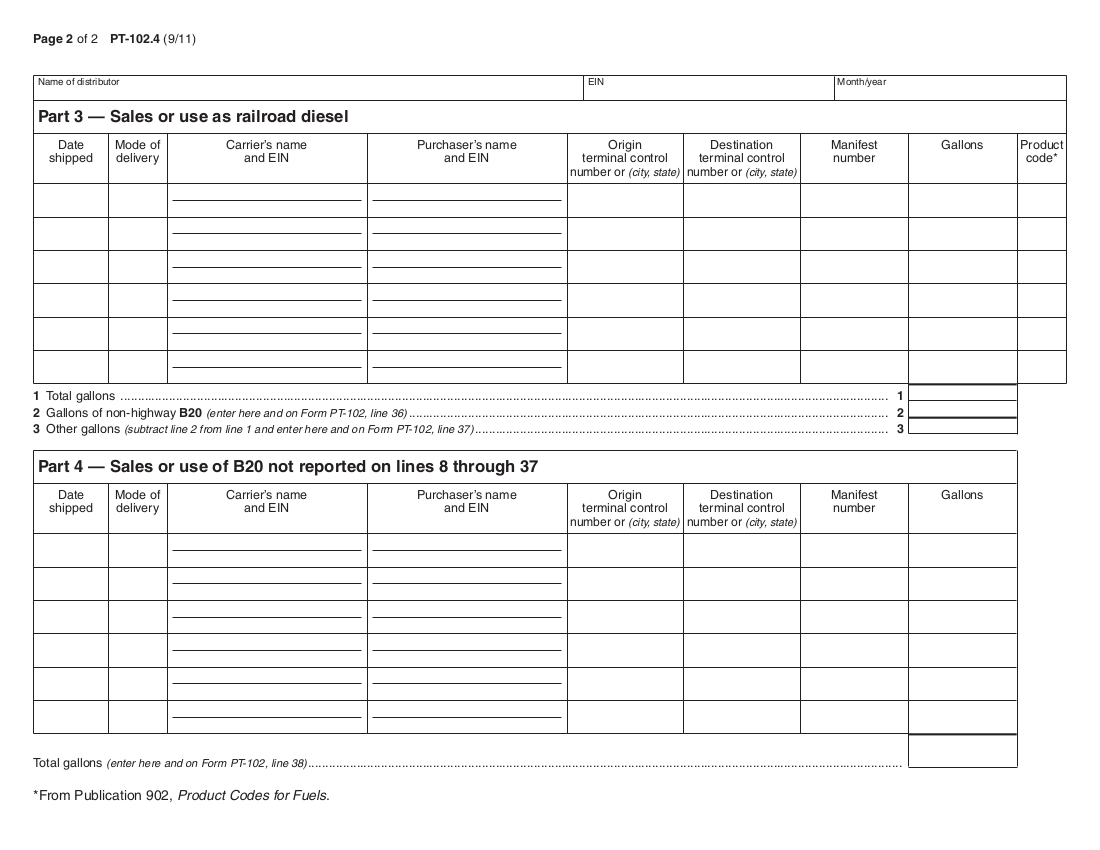 Page 2 of 2 PT-102.4 (9/11)
Name of distributor EIN Month/year
Part 3 — Sales or use as railroad diesel
Date shipped Mode of delivery Carrier's name and EIN Purchaser's name and EIN Origin terminal control number or (city, state) Destination terminal control number or (city, state) Manifest number Gallons Product code*
1 Total gallons ........ 1
2 Gallons of non-highway B20 (enter here and on Form PT-102, line 36) ........ 2
3 Other gallons (subtract line 2 from line 1 and enter here and on Form PT-102, line 37) ........ 3
Part 4 — Sales or use of B20 not reported on lines 8 through 37
Date shipped Mode of delivery Carrier's name and EIN Purchaser's name and EIN Origin terminal control number or (city, state) Destination terminal control number or (city, state) Manifest number Gallons
Total gallons (enter here and on Form PT-102, line 38) ........
*From Publication 902, Product Codes for Fuels.